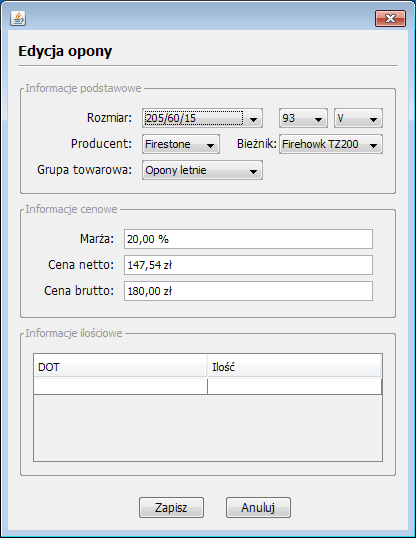 Edycja opony
Informacje podstawowe
Rozmiar: 205/60/15 93 V
Producent: Firestone Bieżnik: Firehowk TZ200
Grupa towarowa: Opony letnie
Informacje cenowe
Marża: 20,00 %
Cena netto: 147,54 zł
Cena brutto: 180,00 zł
Informacje ilościowe
DOT Ilość
Zapisz Anuluj